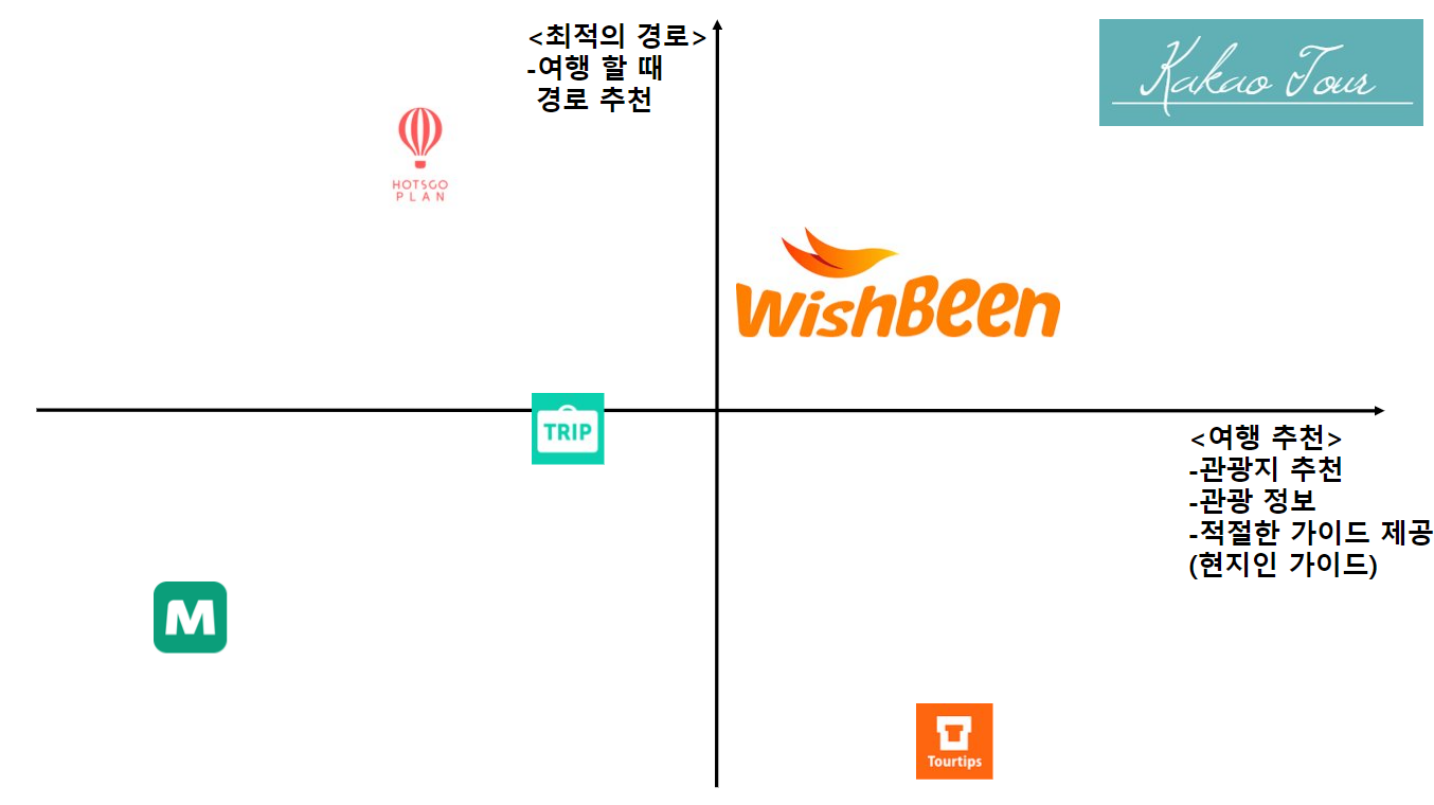 <최적의 경로>
-여행 할 때
경로 추천
Kakao Tour
HOTSGO
PLAN
WishBeen
TRIP
<여행 추천>
-관광지 추천
-관광 정보
-적절한 가이드 제공
(현지인 가이드)
M
Tourtips